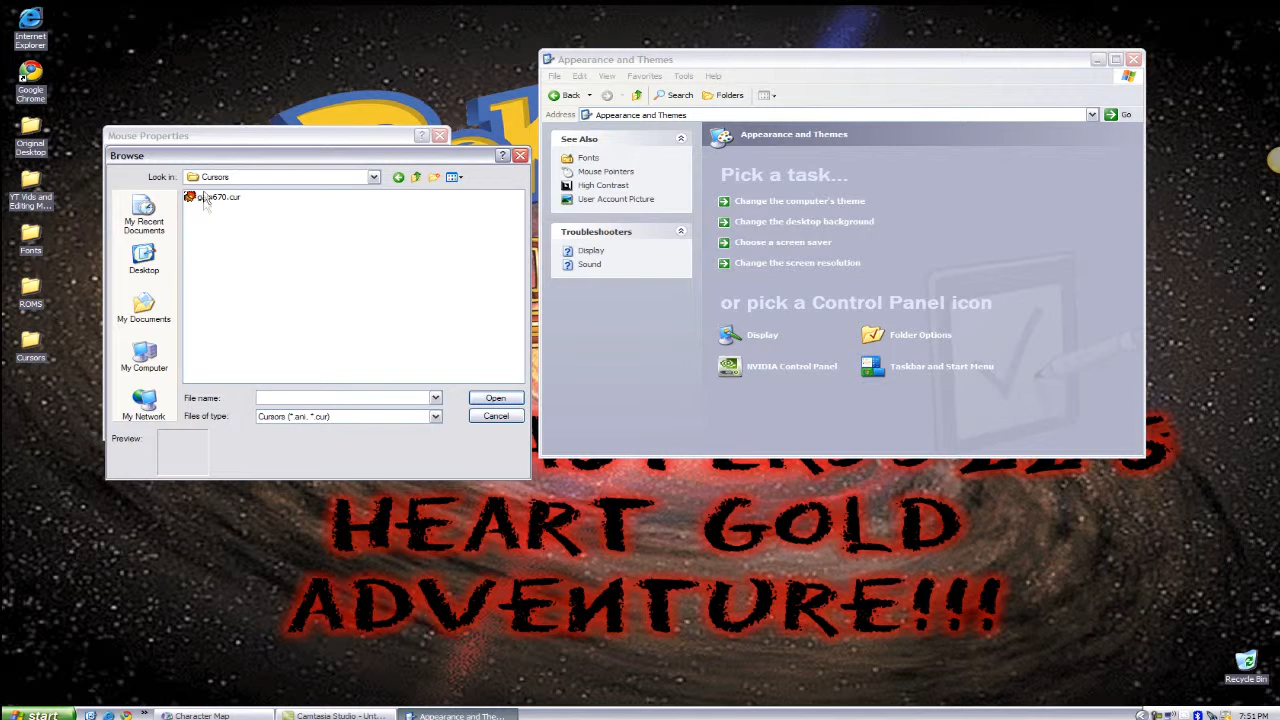 Internet
Explorer
Google
Chrome
Original
Desktop
YT Vids and
Editing M...
Fonts
ROMS
Cursors
Mouse Properties
Browse
Look in:
Cursors
670.cur
My Recent
Documents
Desktop
My Documents
My Computer
My Network
File name:
Open
Files of type:
Cursors (*.ani, *.cur)
Cancel
Preview:
Appearance and Themes
File Edit View Favorites Tools Help
Back
Search
Folders
Address
Appearance and Themes
Go
See Also
Fonts
Mouse Pointers
High Contrast
User Account Picture
Troubleshooters
Display
Sound
Appearance and Themes
Pick a task...
Change the computer's theme
Change the desktop background
Choose a screen saver
Change the screen resolution
or pick a Control Panel icon
Display
Folder Options
NVIDIA Control Panel
Taskbar and Start Menu
HEART GOLD
ADVENTURE!!!
Recycle Bin
start
Character Map
Camtasia Studio - Unt...
Appearance and The...
7:51 PM